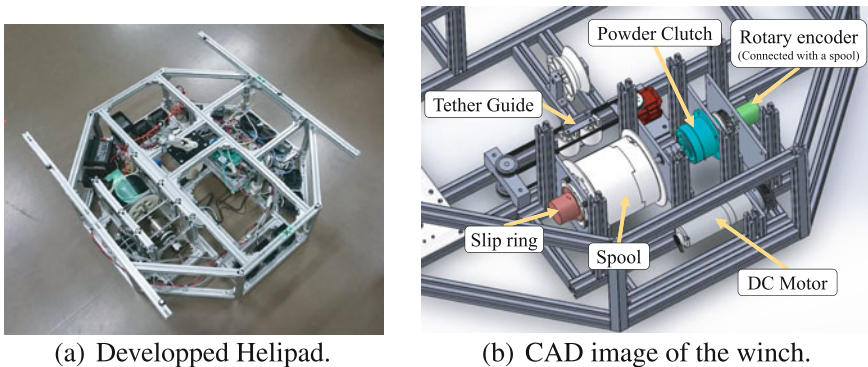 Powder Clutch
Rotary encoder
(Connected with a spool)
Tether Guide
Slip ring
Spool
DC Motor
(a) Developped Helipad.
(b) CAD image of the winch.